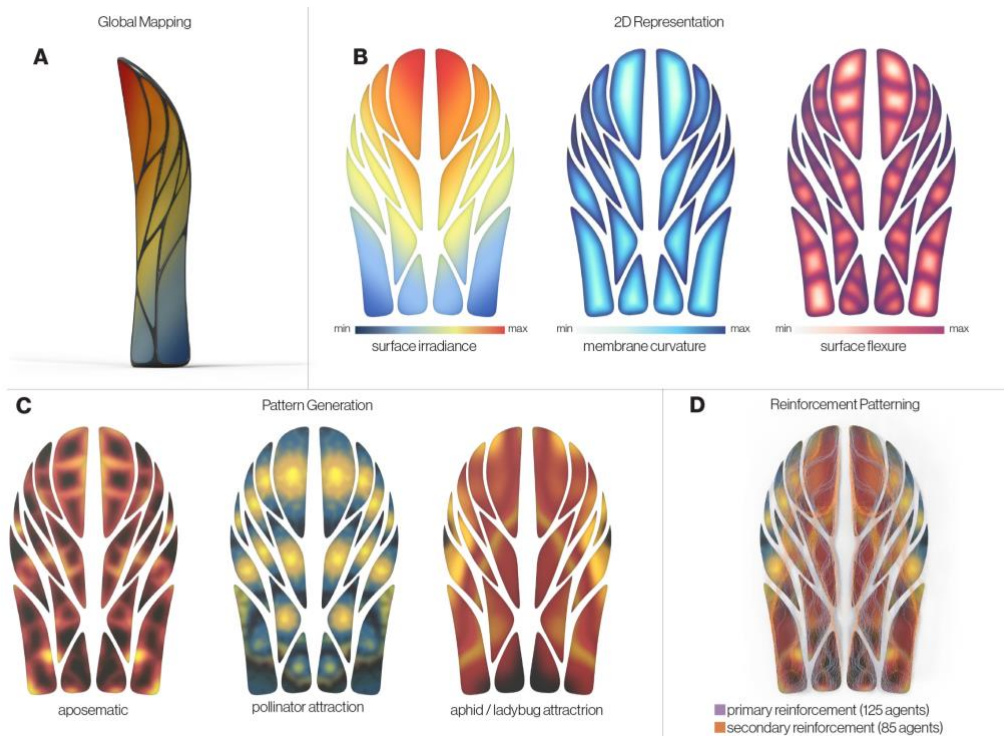 Global Mapping
2D Representation
A
B
min max
surface irradiance
min max
membrane curvature
min max
surface flexure
C
Pattern Generation
D
Reinforcement Patterning
aposematic
pollinator attraction
aphid / ladybug attractrion
primary reinforcement (125 agents)
secondary reinforcement (85 agents)